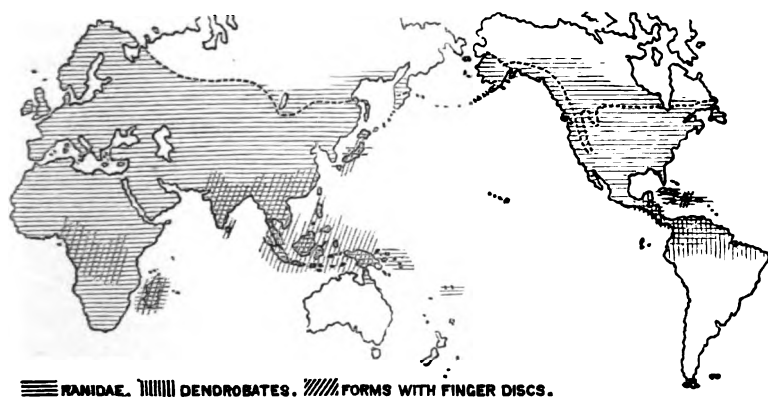 RANIDAE. DENDROBATES. FORMS WITH FINGER DISCS.